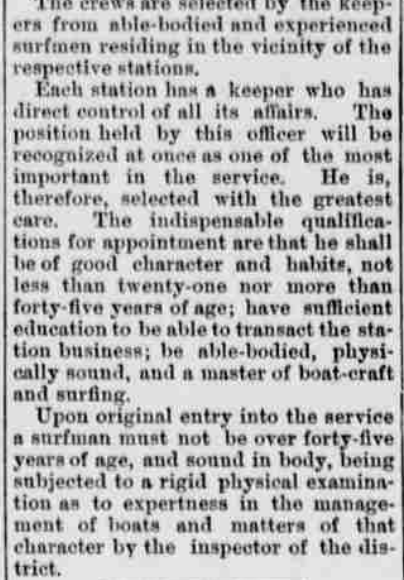 The crews are selected by the keep-
ers from able-bodied and experienced
surfmen residing in the vicinity of the
respective stations.
Each station has a keeper who has
direct control of all its affairs. The
position held by this officer will be
recognized at once as one of the most
important in the service. He is,
therefore, selected with the greatest
care. The indispensable qualifica-
tions for appointment are that he shall
be of good character and habits, not
less than twenty-one nor more than
forty-five years of age; have sufficient
education to be able to transact the sta-
tion business; be able-bodied, physi-
cally sound, and a master of boat-craft
and surfing.
Upon original entry into the service
a surfman must not be over forty-five
years of age, and sound in body, being
subjected to a rigid physical examina-
tion as to expertness in the manage-
ment of boats and matters of that
character by the inspector of the dis-
trict.